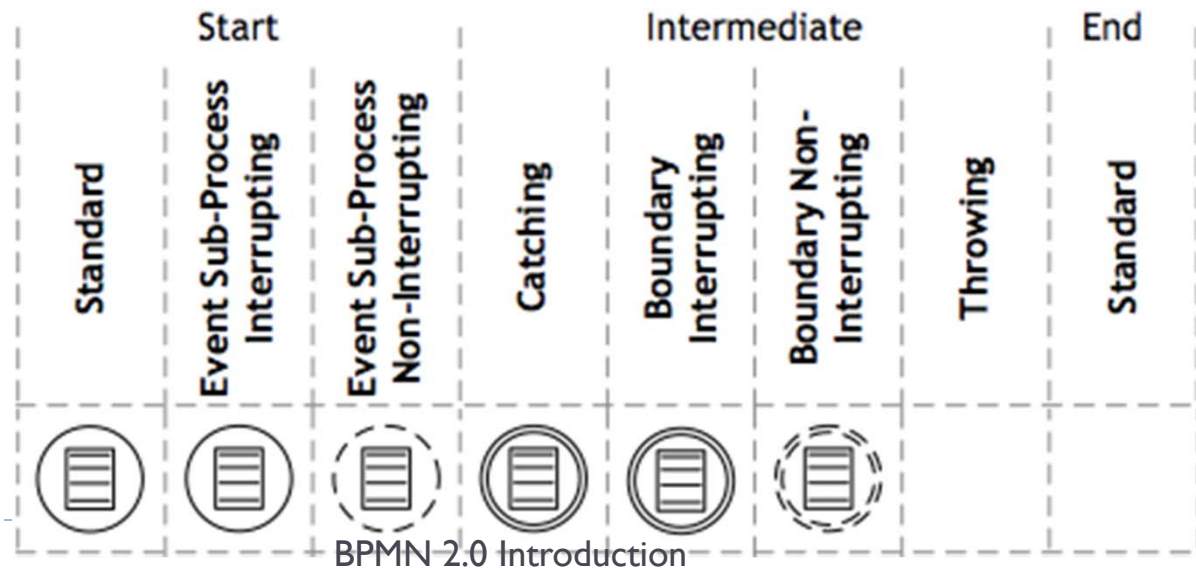 Start
Intermediate
End
Standard
Event Sub-Process
Interrupting
Event Sub-Process
Non-Interrupting
Catching
Boundary
Interrupting
Boundary Non-
Interrupting
Throwing
Standard
BPMN 2.0 Introduction